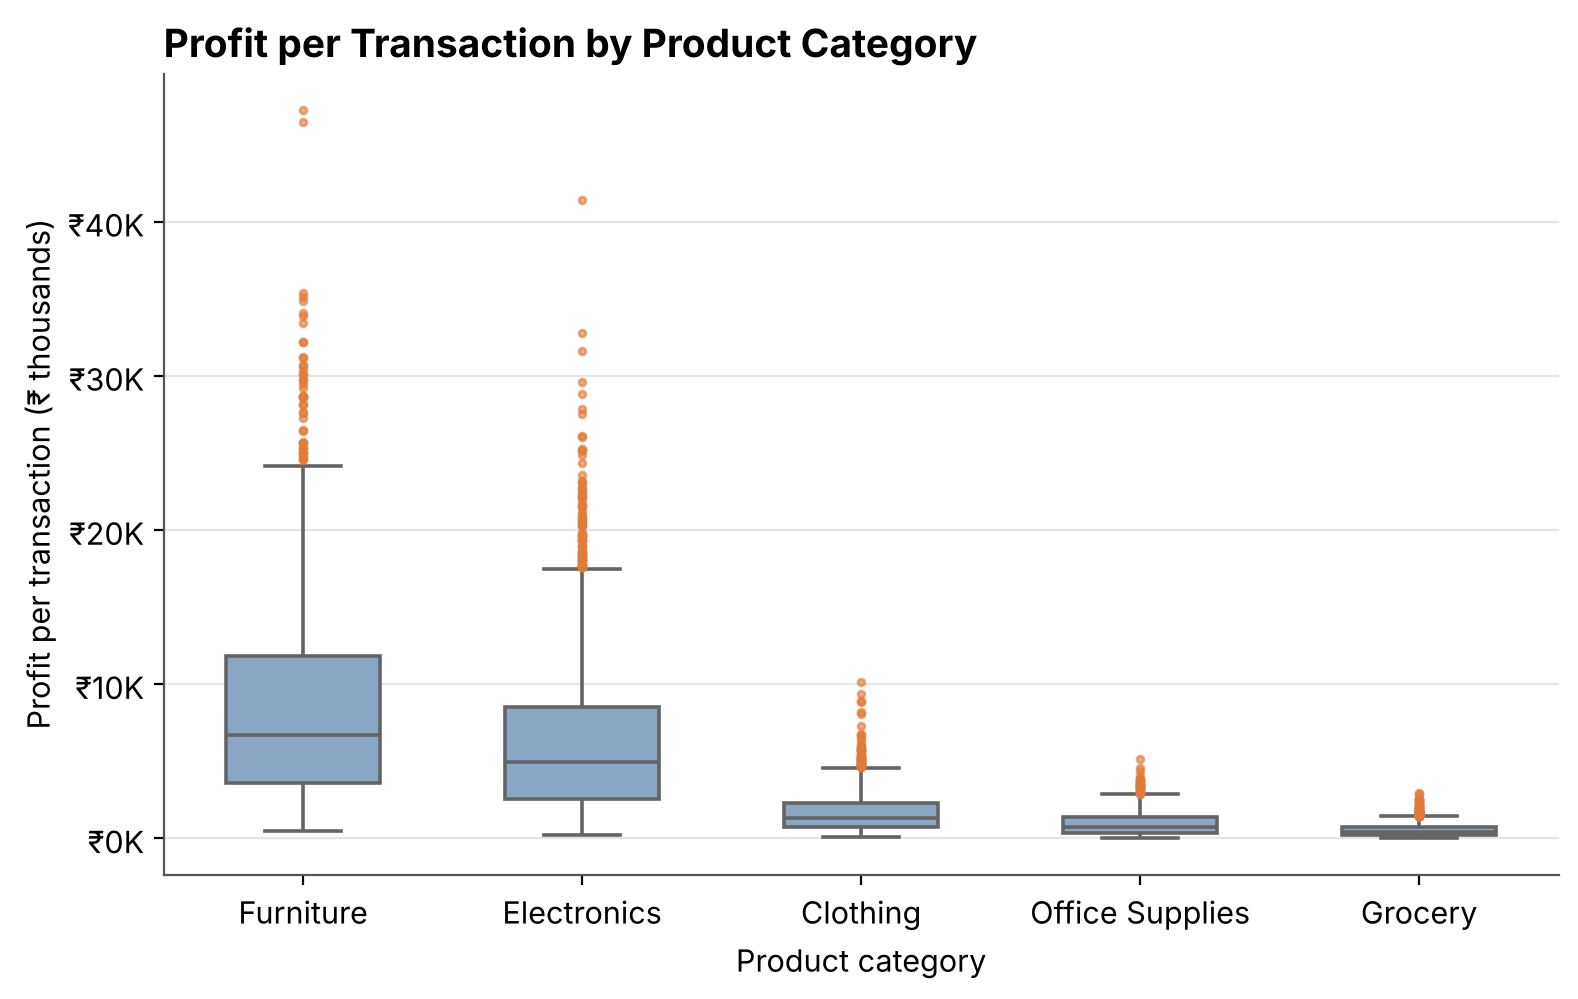 Profit per Transaction by Product Category
Profit per transaction (₹ thousands)
₹40K
₹30K
₹20K
₹10K
₹0K
Furniture
Electronics
Clothing
Office Supplies
Grocery
Product category